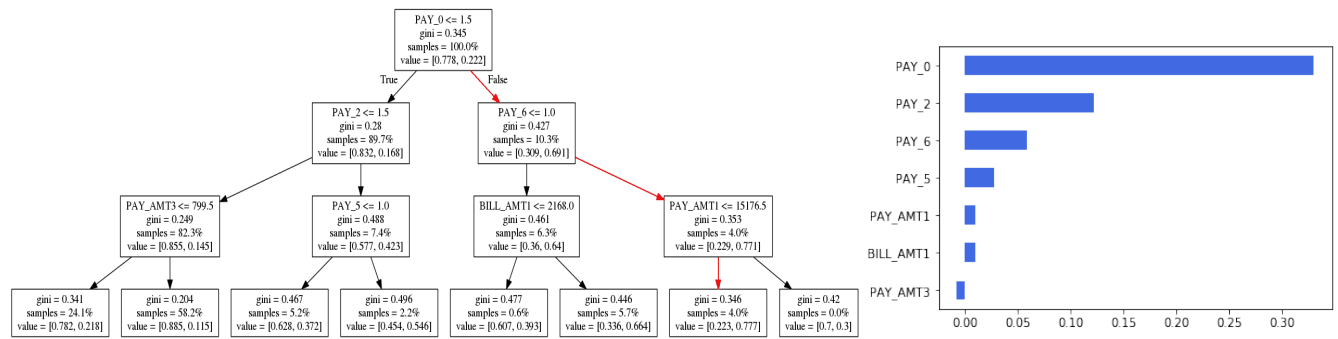 PAY_0 <= 1.5
gini = 0.345
samples = 100.0%
value = [0.778, 0.222]
True
False
PAY_2 <= 1.5
gini = 0.28
samples = 89.7%
value = [0.832, 0.168]
PAY_6 <= 1.0
gini = 0.427
samples = 10.3%
value = [0.309, 0.691]
PAY_AMT3 <= 799.5
gini = 0.249
samples = 82.3%
value = [0.855, 0.145]
PAY_5 <= 1.0
gini = 0.488
samples = 7.4%
value = [0.577, 0.423]
BILL_AMT1 <= 2168.0
gini = 0.461
samples = 6.3%
value = [0.36, 0.64]
PAY_AMT1 <= 15176.5
gini = 0.353
samples = 4.0%
value = [0.229, 0.771]
gini = 0.341
samples = 24.1%
value = [0.782, 0.218]
gini = 0.204
samples = 58.2%
value = [0.885, 0.115]
gini = 0.467
samples = 5.2%
value = [0.628, 0.372]
gini = 0.496
samples = 2.2%
value = [0.454, 0.546]
gini = 0.477
samples = 0.6%
value = [0.607, 0.393]
gini = 0.446
samples = 5.7%
value = [0.336, 0.664]
gini = 0.346
samples = 4.0%
value = [0.223, 0.777]
gini = 0.42
samples = 0.0%
value = [0.7, 0.3]
PAY_0
PAY_2
PAY_6
PAY_5
PAY_AMT1
BILL_AMT1
PAY_AMT3
0.00 0.05 0.10 0.15 0.20 0.25 0.30